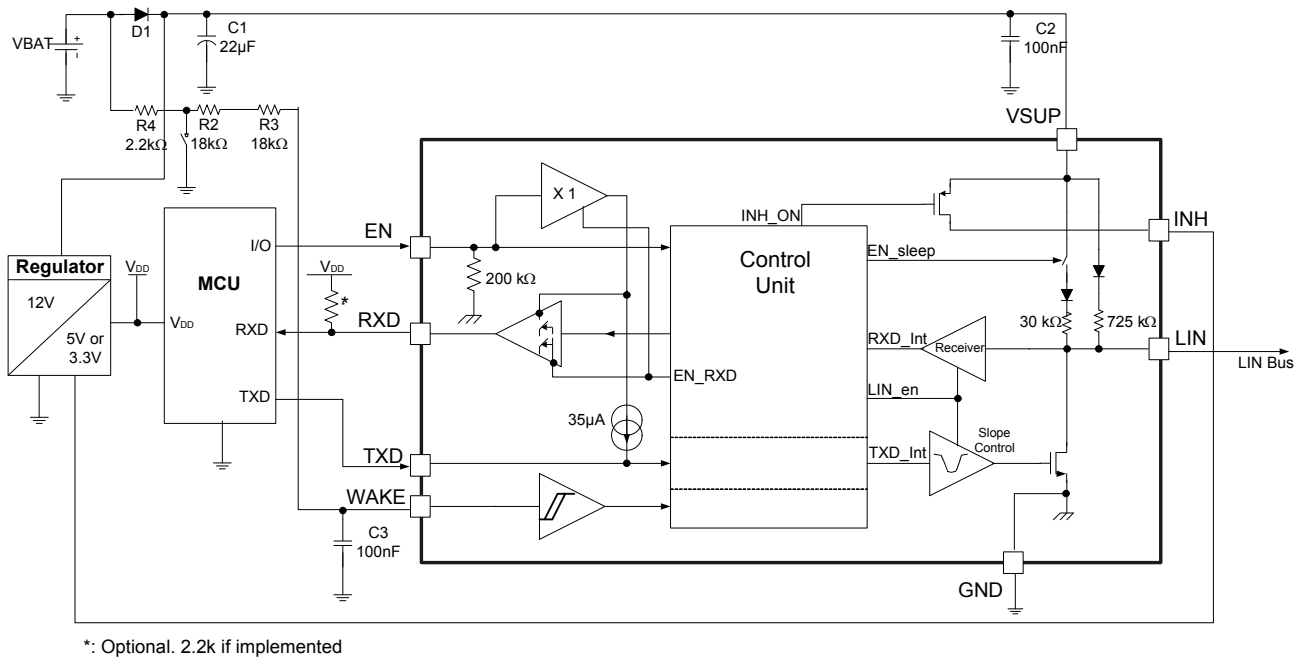 VBAT
+
D1
C1
22µF
C2
100nF
R4
2.2kΩ
R2
18kΩ
R3
18kΩ
VSUP
Regulator
12V
5V or
3.3V
VDD
MCU
VDD
I/O
RXD
TXD
VDD
*
EN
RXD
TXD
WAKE
C3
100nF
X 1
200 kΩ
35µA
INH_ON
Control
Unit
EN_sleep
EN_RXD
RXD_Int
LIN_en
TXD_Int
Receiver
Slope
Control
30 kΩ
725 kΩ
INH
LIN
LIN Bus
GND
*: Optional. 2.2k if implemented